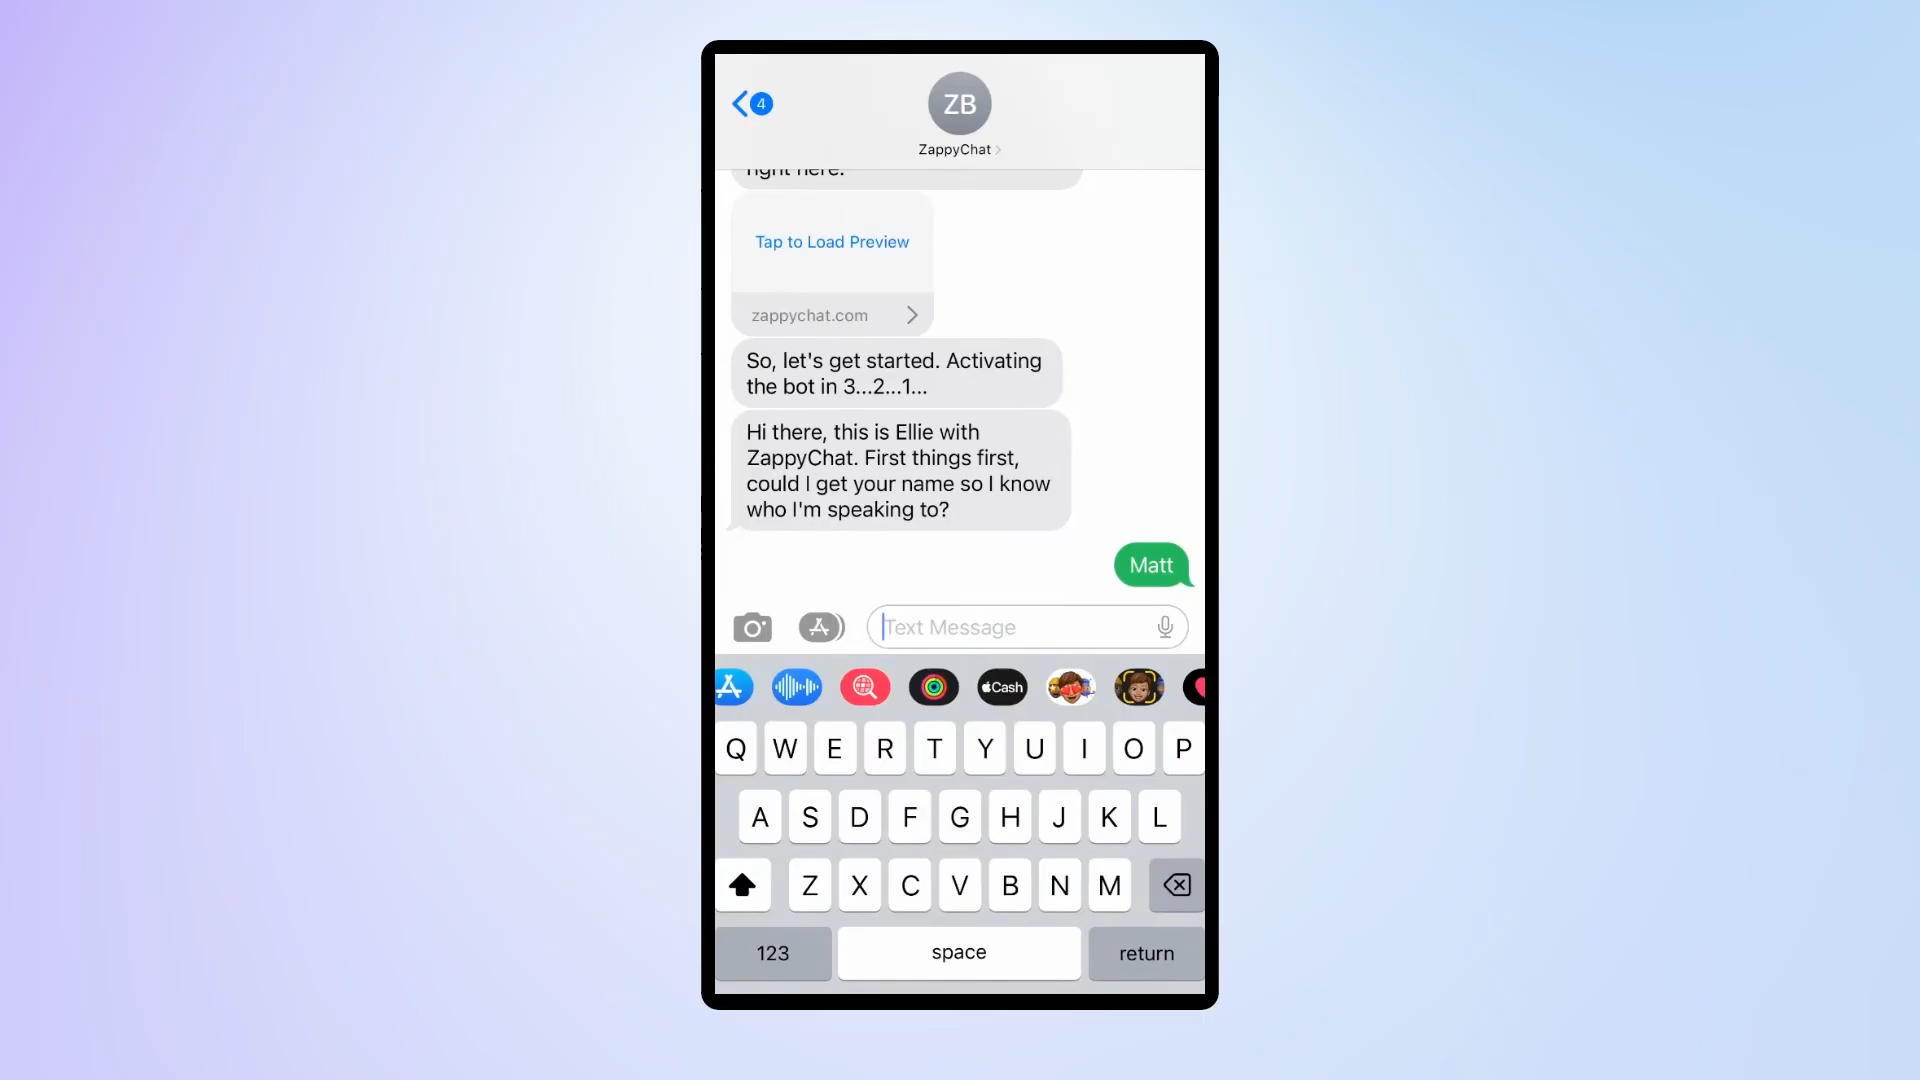 4
ZB
ZappyChat
right here.
Tap to Load Preview
zappychat.com
So, let's get started. Activating
the bot in 3...2...1...
Hi there, this is Ellie with
ZappyChat. First things first,
could I get your name so I know
who I'm speaking to?
Matt
Text Message
Cash
Q W E R T Y U I O P
A S D F G H J K L
Z X C V B N M
123 space return